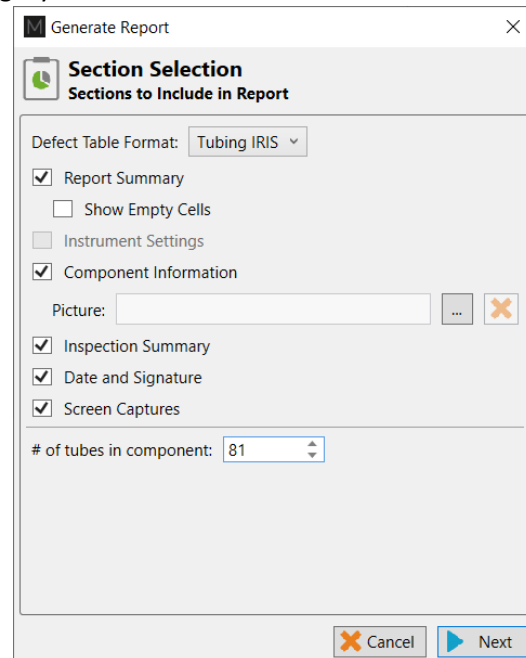 Generate Report
Section Selection
Sections to Include in Report
Defect Table Format: Tubing IRIS
Report Summary
Show Empty Cells
Instrument Settings
Component Information
Picture: ...
Inspection Summary
Date and Signature
Screen Captures
# of tubes in component: 81
Cancel Next